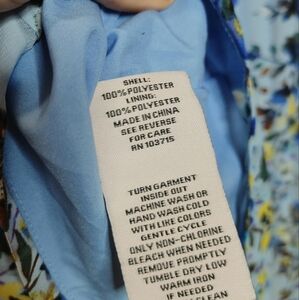 SHELL:
100% POLYESTER
LINING:
100% POLYESTER
MADE IN CHINA
SEE REVERSE
FOR CARE
RN 103715
TURN GARMENT
INSIDE OUT
MACHINE WASH OR
HAND WASH COLD
WITH LIKE COLORS
GENTLE CYCLE
ONLY NON-CHLORINE
BLEACH WHEN NEEDED
REMOVE PROMPTLY
TUMBLE DRY LOW
WARM IRON
IF NEEDED
CLEAN